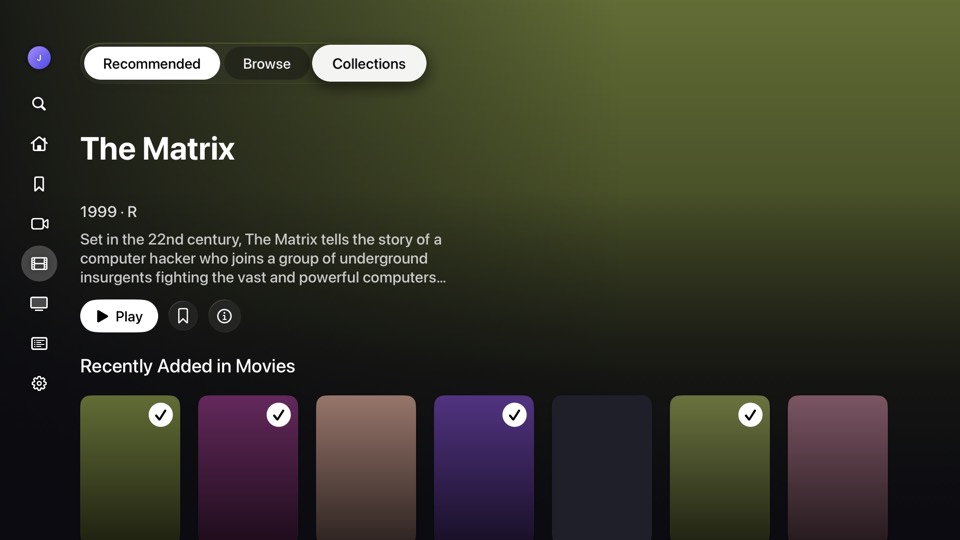 J
Recommended
Browse
Collections
The Matrix
1999 · R
Set in the 22nd century, The Matrix tells the story of a
computer hacker who joins a group of underground
insurgents fighting the vast and powerful computers...
Play
Recently Added in Movies